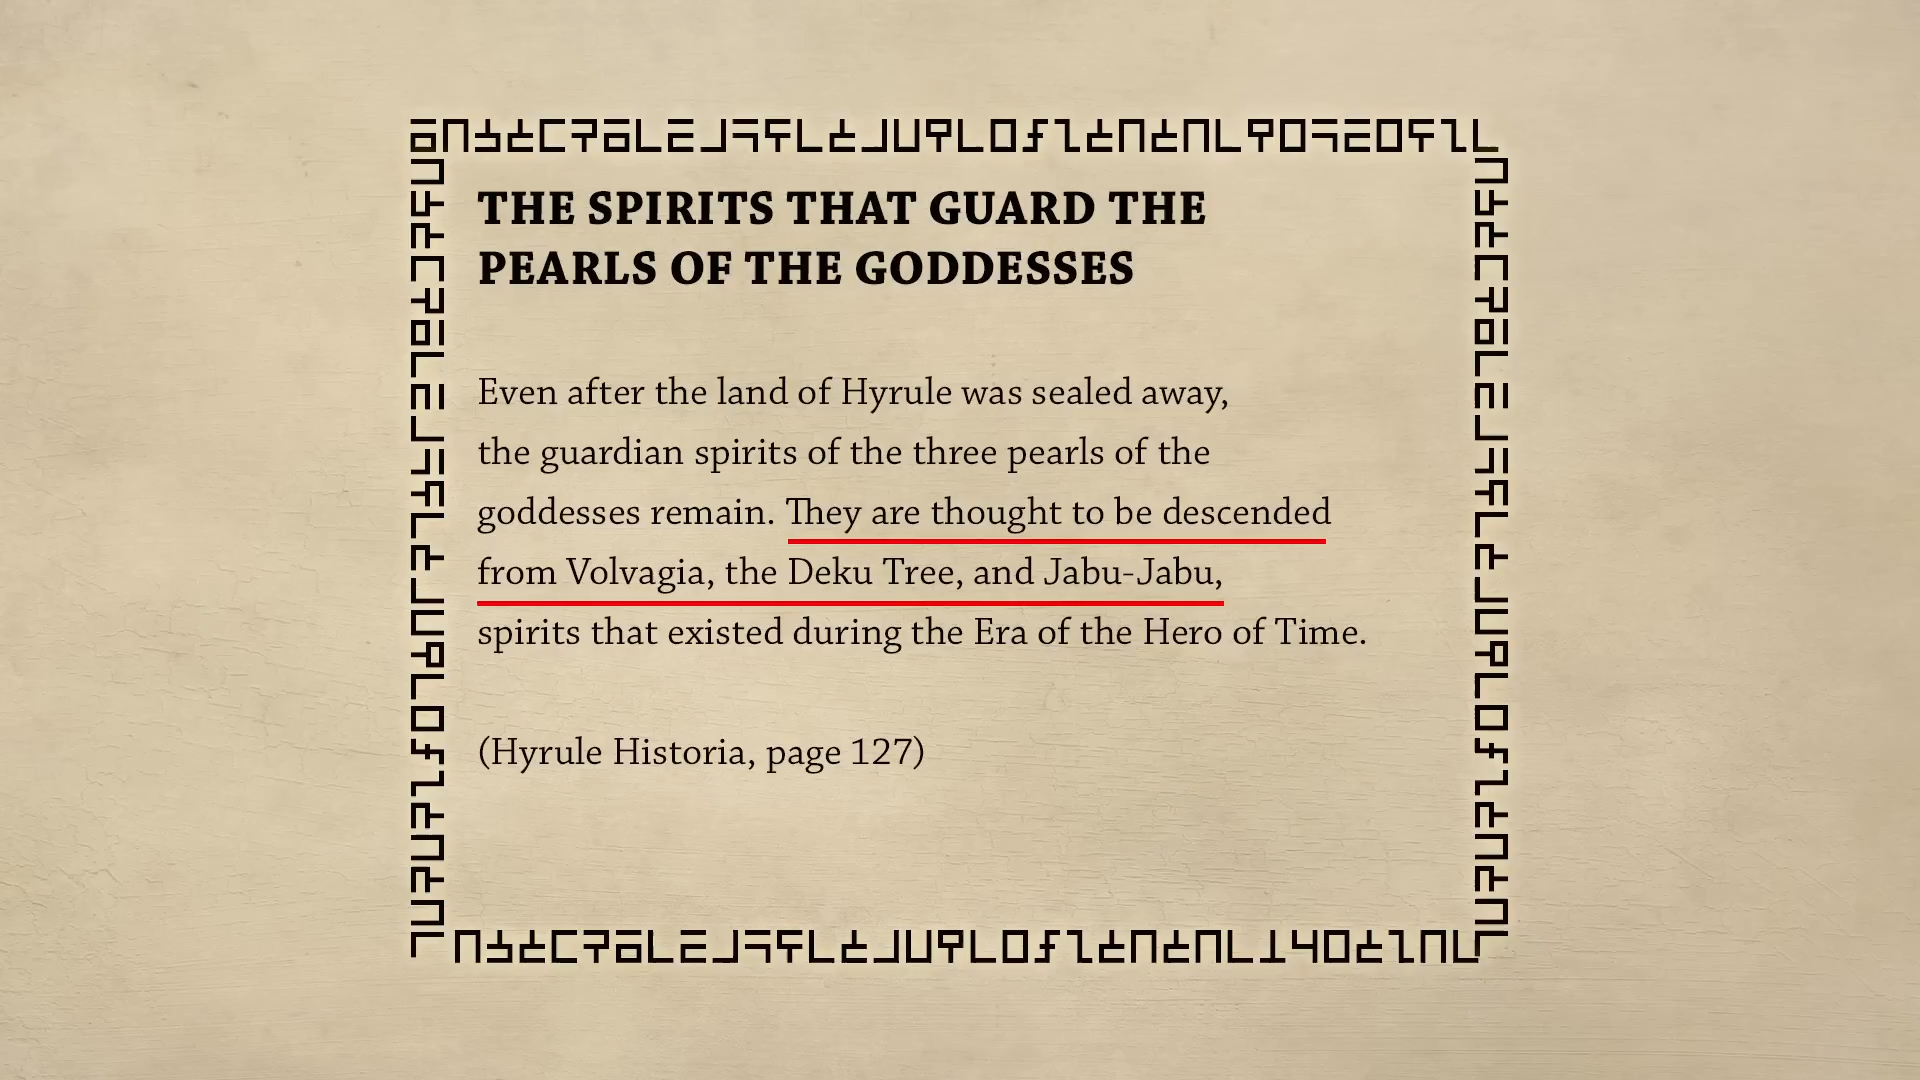 THE SPIRITS THAT GUARD THE
PEARLS OF THE GODDESSES
Even after the land of Hyrule was sealed away,
the guardian spirits of the three pearls of the
goddesses remain. They are thought to be descended
from Volvagia, the Deku Tree, and Jabu-Jabu,
spirits that existed during the Era of the Hero of Time.
(Hyrule Historia, page 127)